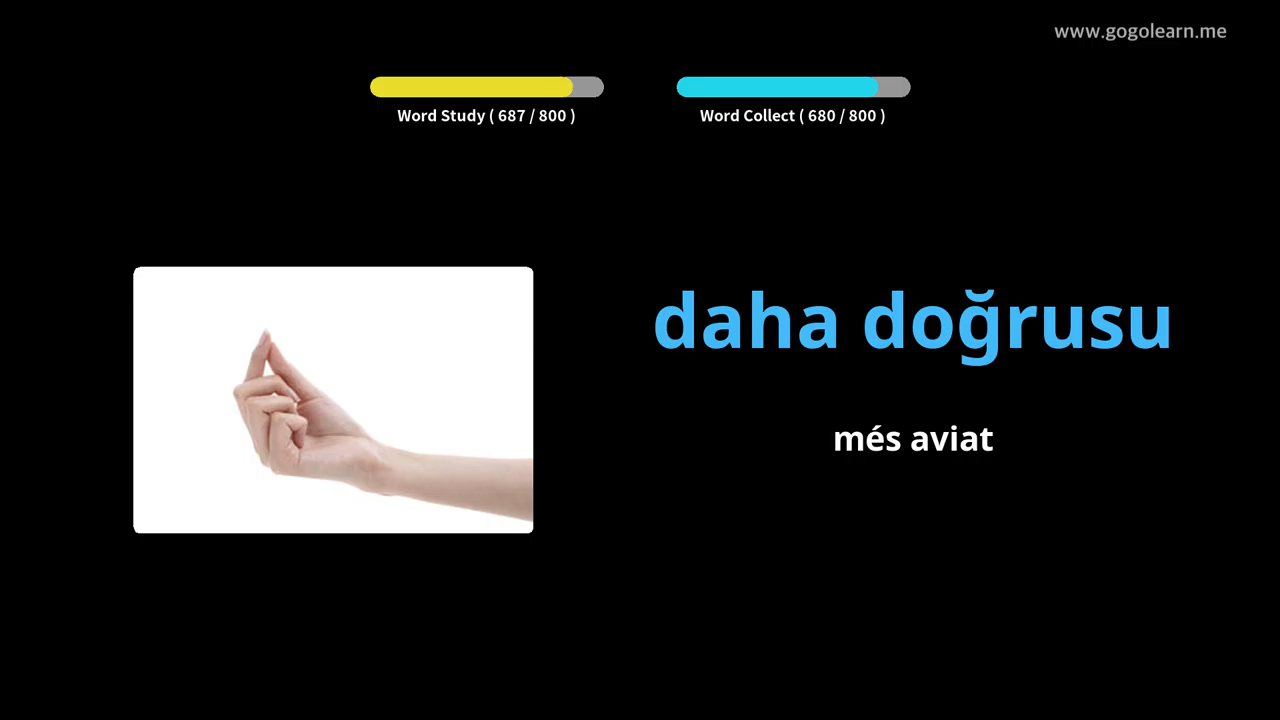 www.gogolearn.me
Word Study ( 687 / 800 )
Word Collect ( 680 / 800 )
daha doğrusu
més aviat